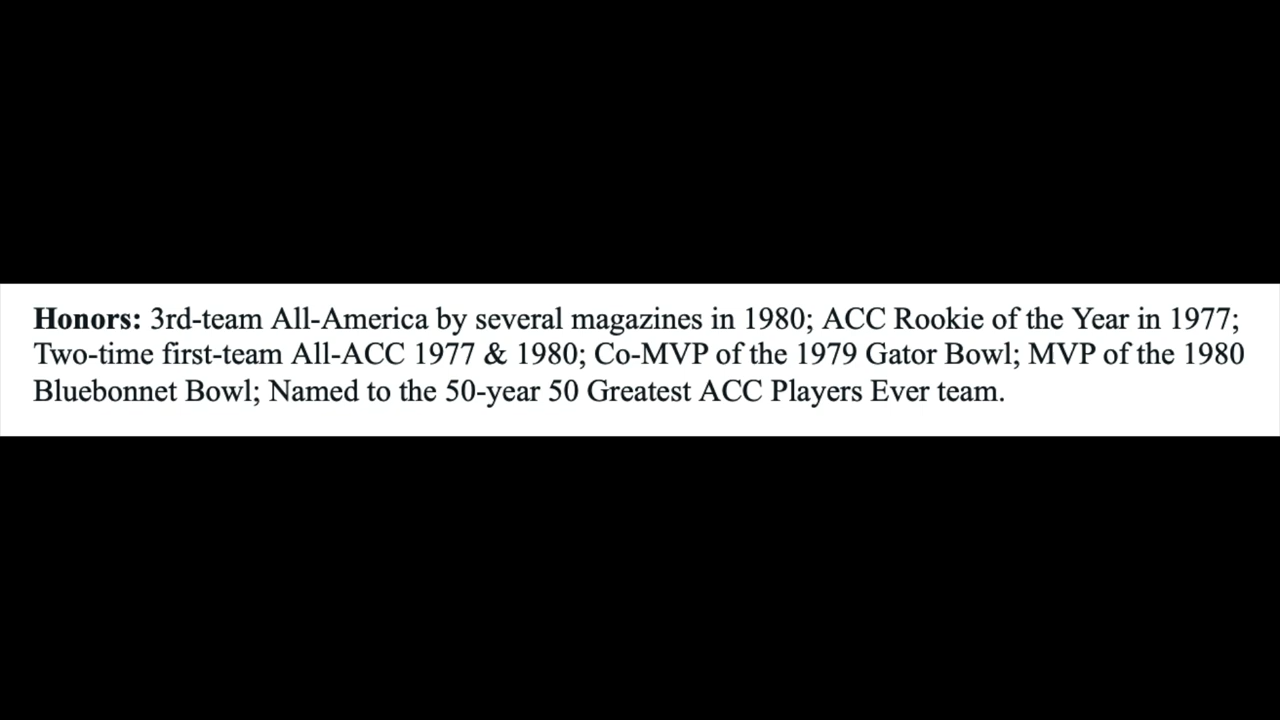 Honors: 3rd-team All-America by several magazines in 1980; ACC Rookie of the Year in 1977;
Two-time first-team All-ACC 1977 & 1980; Co-MVP of the 1979 Gator Bowl; MVP of the 1980
Bluebonnet Bowl; Named to the 50-year 50 Greatest ACC Players Ever team.